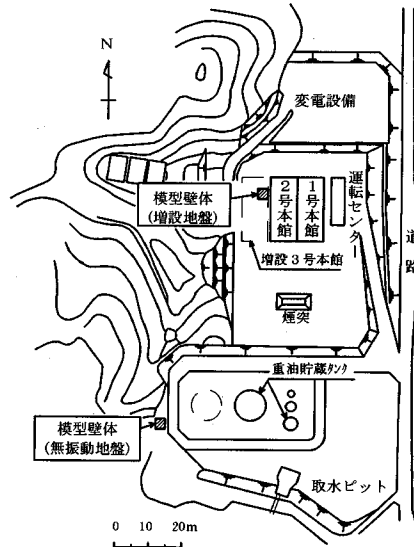 N
変電設備
模型壁体
(増設地盤)
2号本館
1号本館
運転センター
道路
増設3号本館
煙突
重油貯蔵タンク
模型壁体
(無振動地盤)
取水ピット
0 10 20m